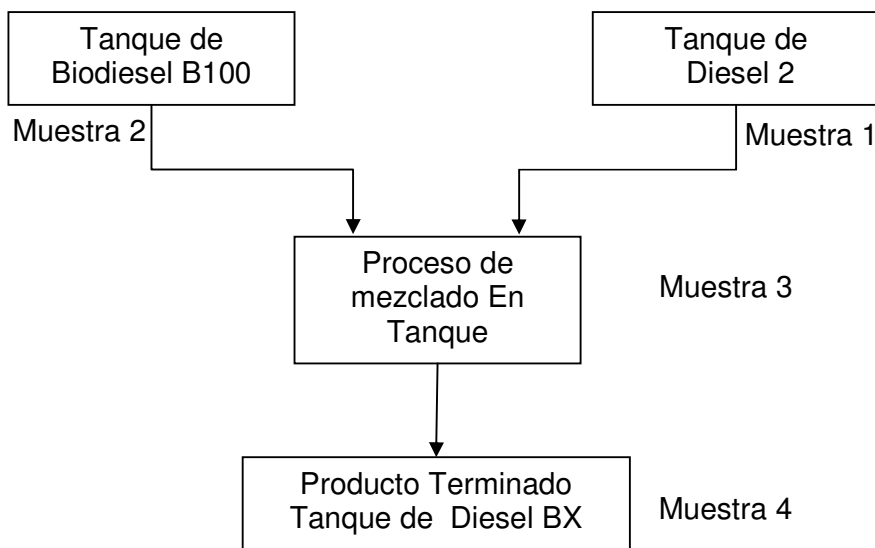 Tanque de
Biodiesel B100
Tanque de
Diesel 2
Muestra 2
Muestra 1
Proceso de
mezclado En
Tanque
Muestra 3
Producto Terminado
Tanque de Diesel BX
Muestra 4